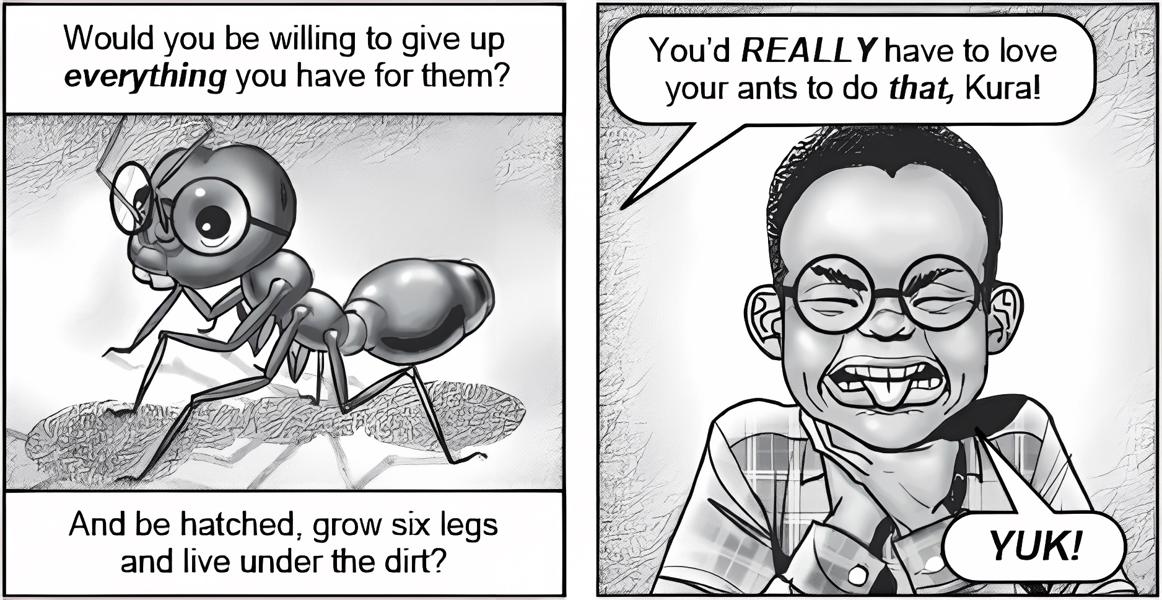 Would you be willing to give up
everything you have for them?
And be hatched, grow six legs
and live under the dirt?
You'd REALLY have to love
your ants to do that, Kura!
YUK!